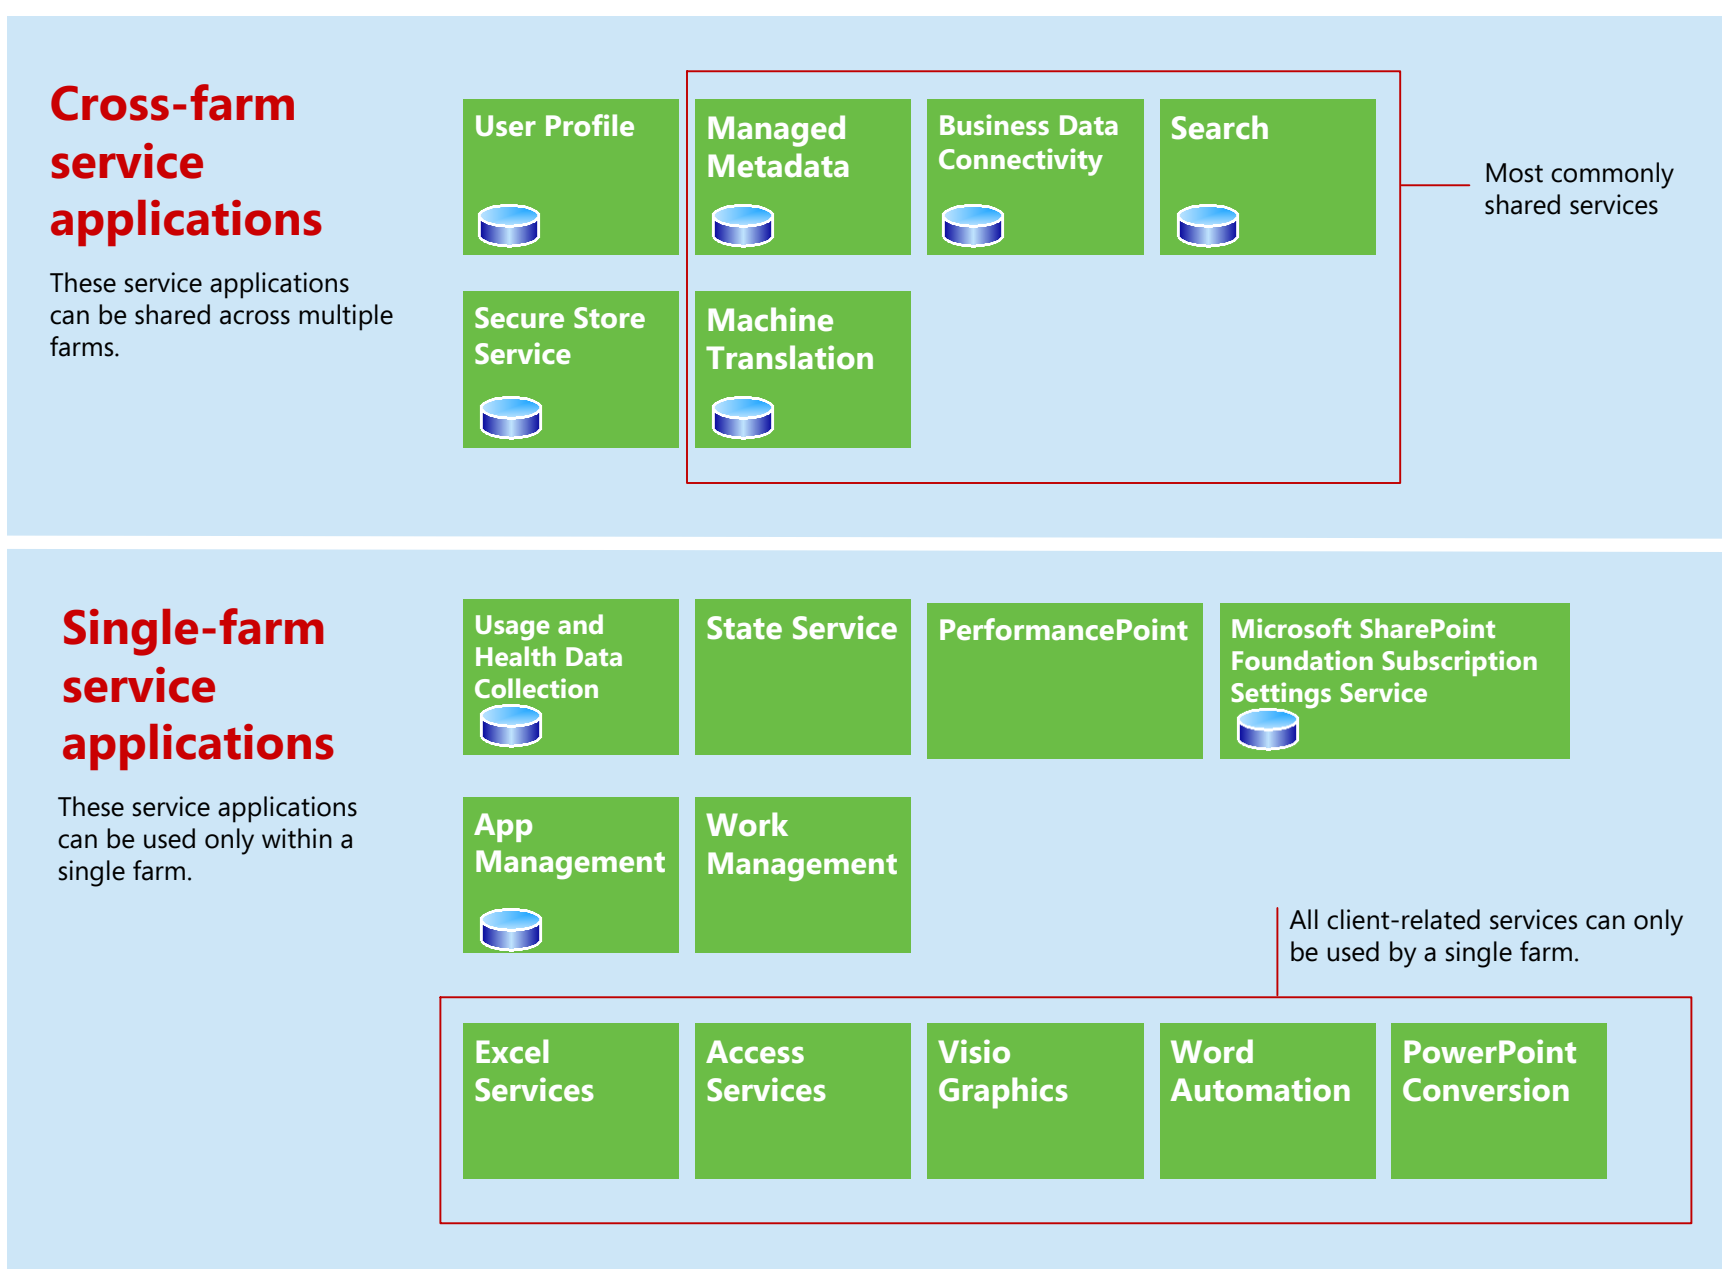 Cross-farm
service
applications
These service applications
can be shared across multiple
farms.
User Profile
Managed
Metadata
Business Data
Connectivity
Search
Most commonly
shared services
Secure Store
Service
Machine
Translation
Single-farm
service
applications
These service applications
can be used only within a
single farm.
Usage and
Health Data
Collection
State Service
PerformancePoint
Microsoft SharePoint
Foundation Subscription
Settings Service
App
Management
Work
Management
All client-related services can only
be used by a single farm.
Excel
Services
Access
Services
Visio
Graphics
Word
Automation
PowerPoint
Conversion